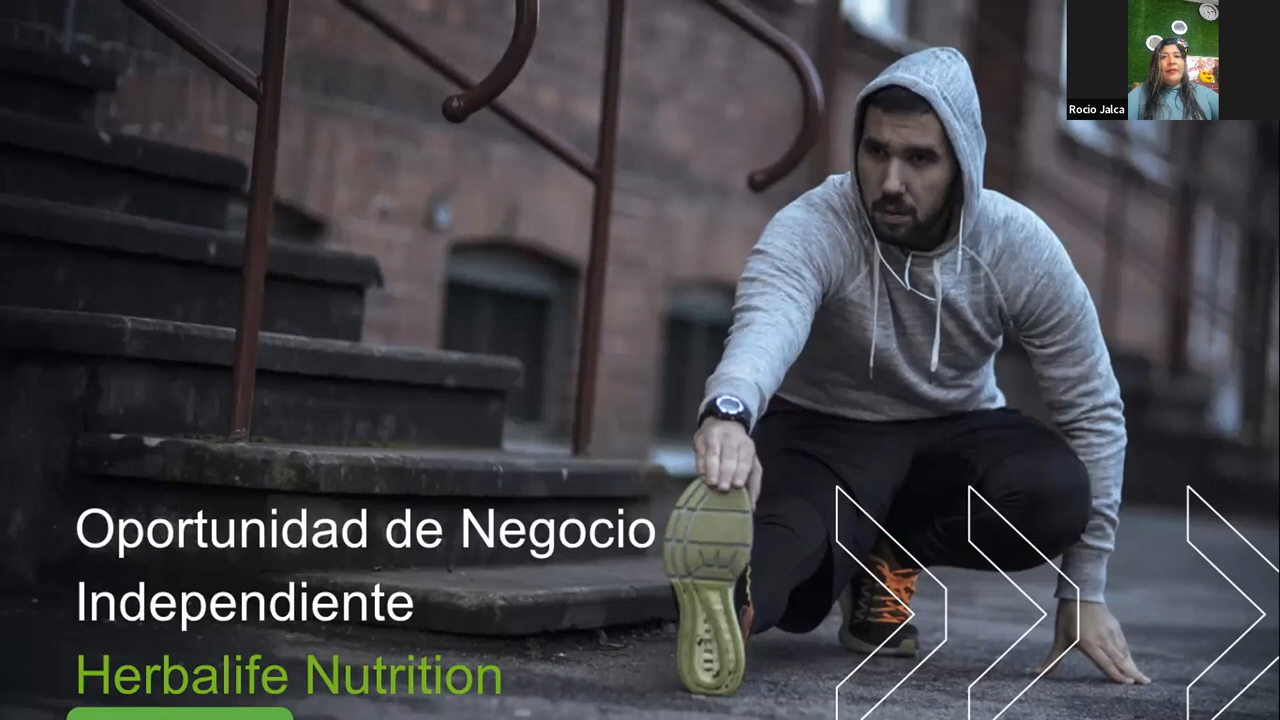 Rocio Jalca
Oportunidad de Negocio
Independiente
Herbalife Nutrition